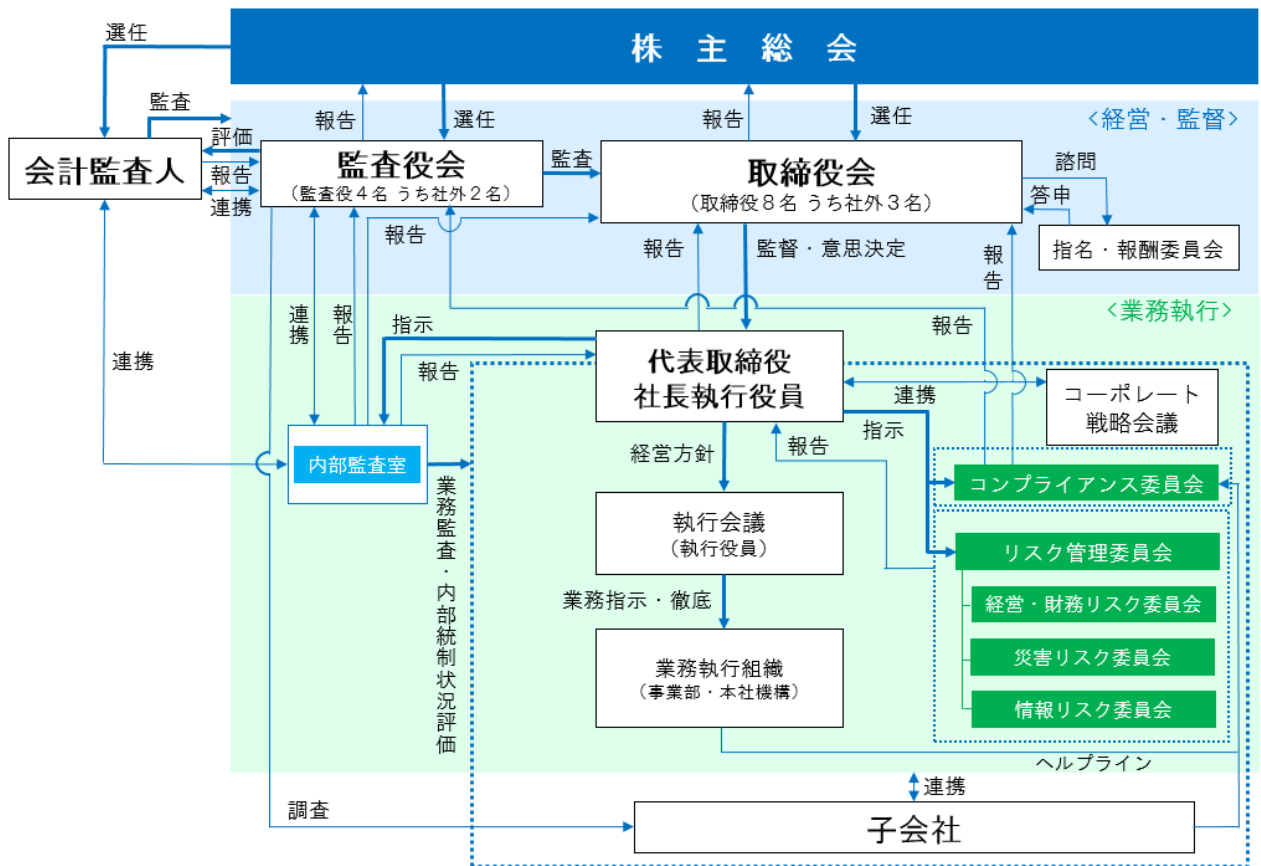 株主総会
選任
監査
報告
選任
報告
選任
<経営・監督>
会計監査人
評価
報告
連携
監査役会
(監査役4名 うち社外2名)
監査
取締役会
(取締役8名 うち社外3名)
諮問
答申
指名・報酬委員会
報告
報告
監督・意思決定
報告
連携
連携
報告
指示
報告
報告
<業務執行>
代表取締役
社長執行役員
連携
コーポレート
戦略会議
指示
報告
内部監査室
業務監査・内部統制状況評価
経営方針
執行会議
(執行役員)
業務指示・徹底
業務執行組織
(事業部・本社機構)
コンプライアンス委員会
リスク管理委員会
経営・財務リスク委員会
災害リスク委員会
情報リスク委員会
ヘルプライン
連携
調査
子会社